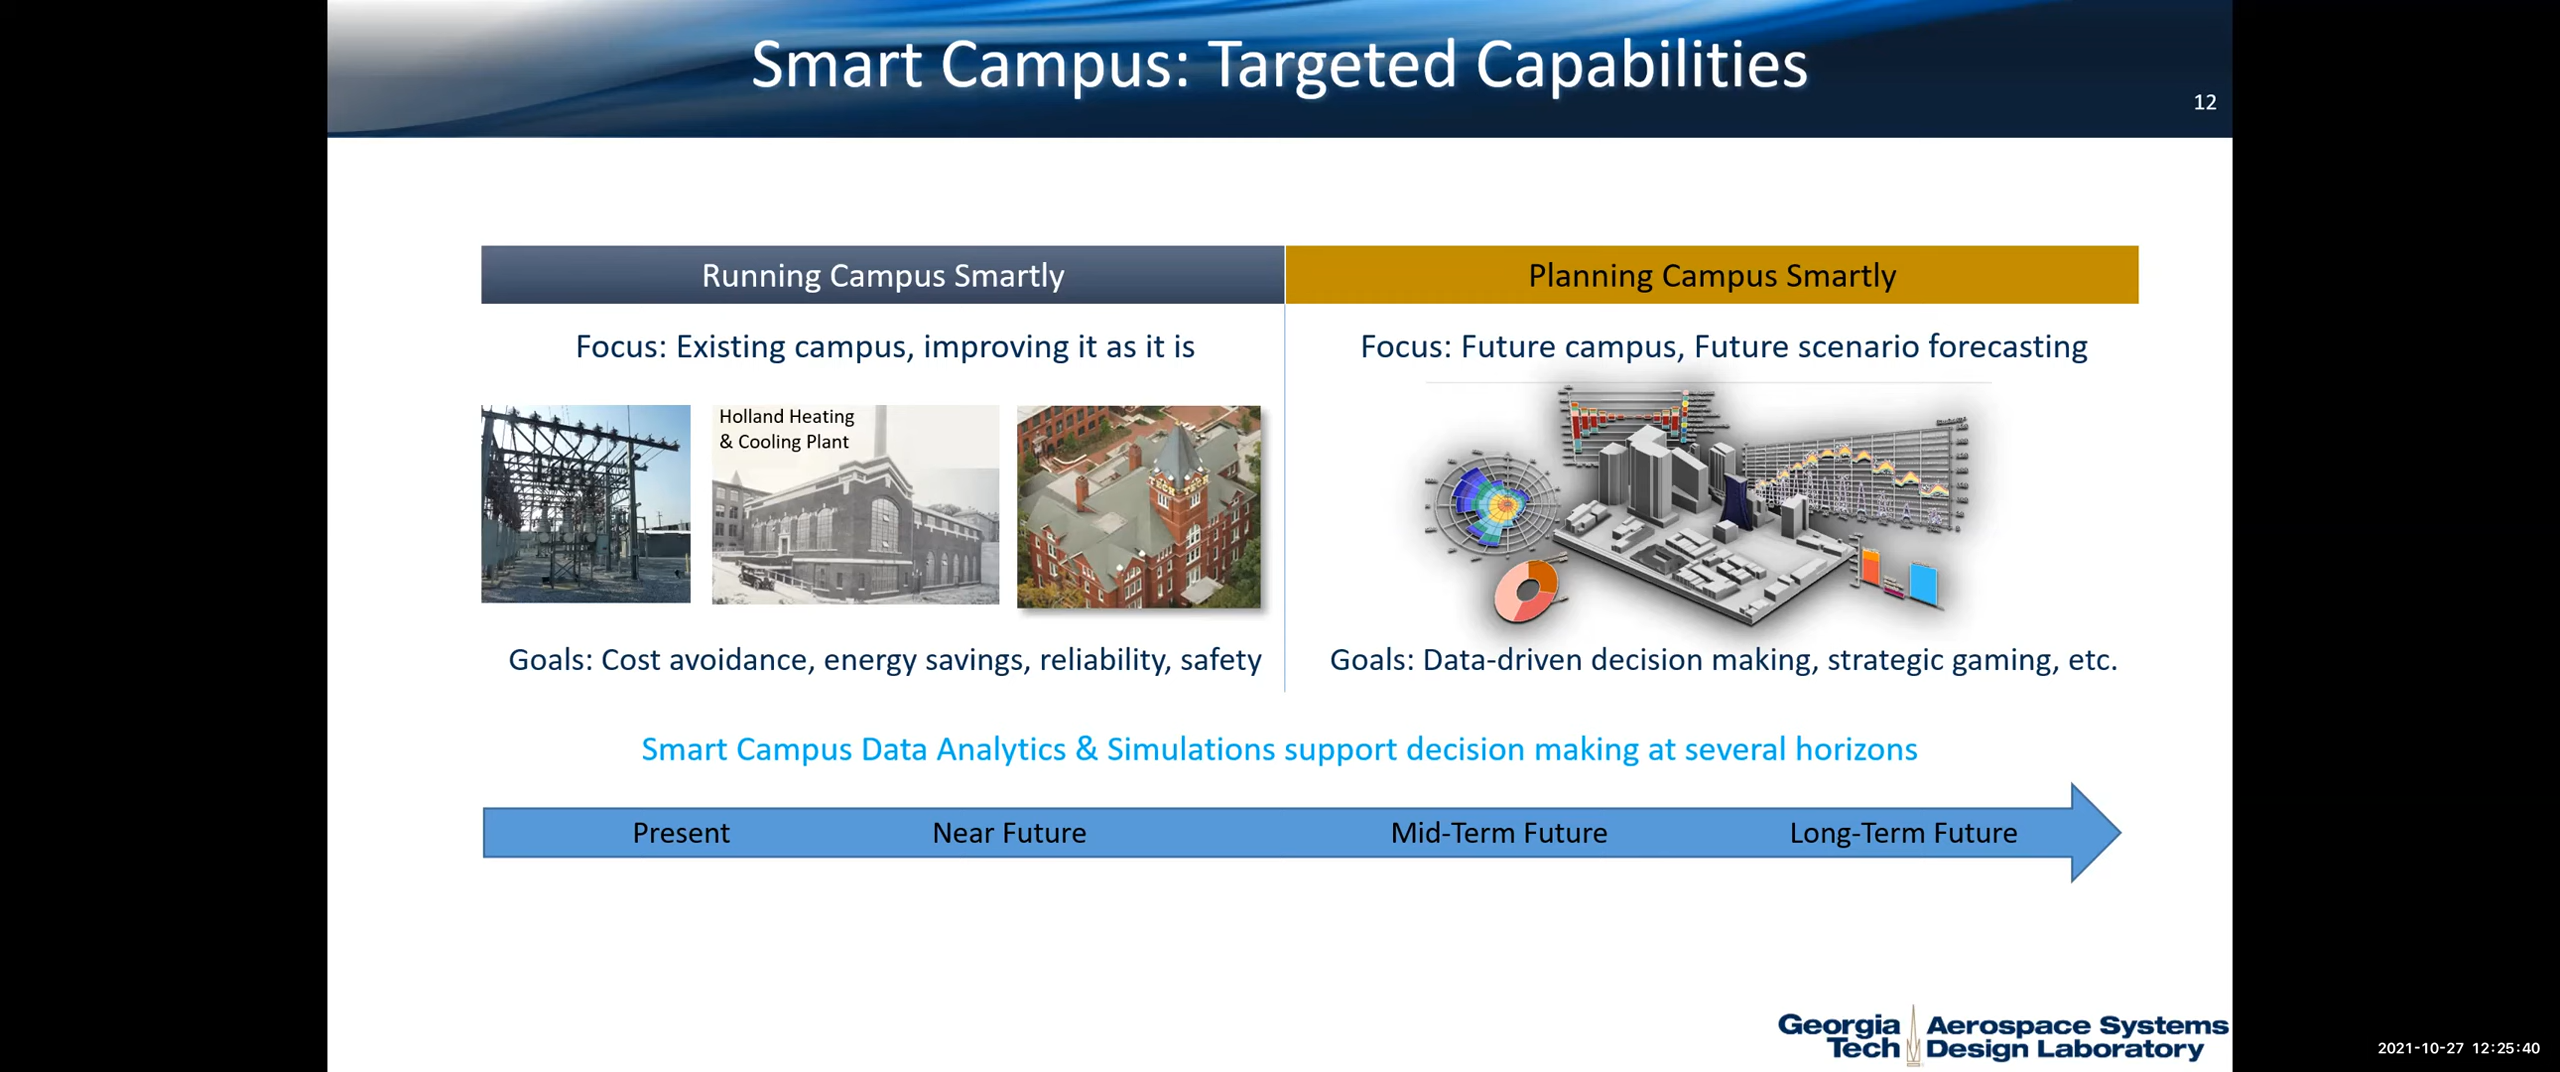 Smart Campus: Targeted Capabilities
12
Running Campus Smartly
Planning Campus Smartly
Focus: Existing campus, improving it as it is
Focus: Future campus, Future scenario forecasting
Holland Heating
& Cooling Plant
TECH
Goals: Cost avoidance, energy savings, reliability, safety
Goals: Data-driven decision making, strategic gaming, etc.
Smart Campus Data Analytics & Simulations support decision making at several horizons
Present
Near Future
Mid-Term Future
Long-Term Future
Georgia
Tech
Aerospace Systems
Design Laboratory
2021-10-27 12:25:40